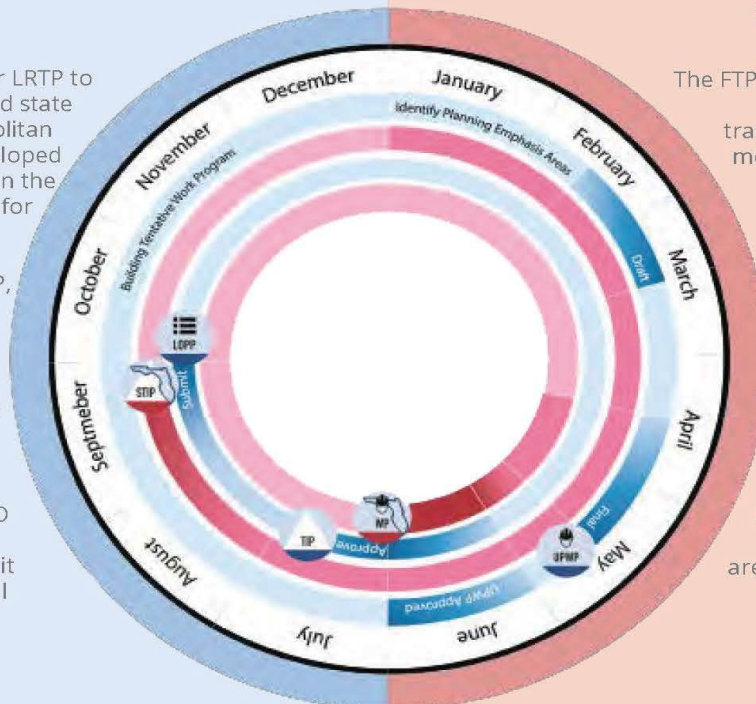 r LRTP to
d state
olitan
loped
n the
for
P,
O
it
l
The FTP
tra
mo
are
December
January
February
March
April
May
June
July
August
Septmeber
October
November
Identify Planning Emphasis Areas
Building Tentative Work Program
Draft
Final
UPWP Approved
Approve
Submit
LOPP
STIP
TIP
WP
UPWP